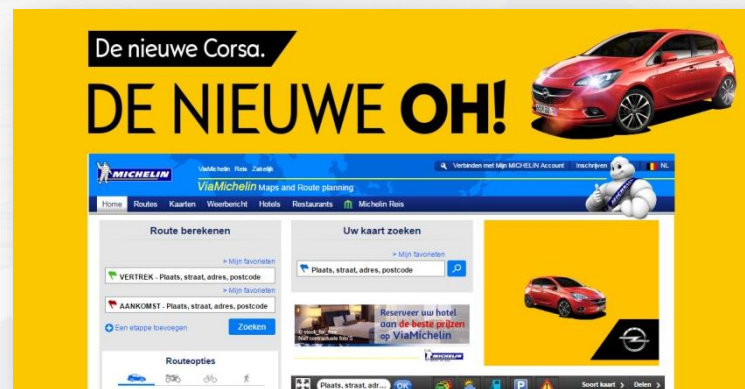 De nieuwe Corsa.
DE NIEUWE OH!
MICHELIN
ViaMichelin Reis Zakelijk
Verbinden met Mijn MICHELIN Account Inschrijven NL
ViaMichelin Maps and Route planning
Home Routes Kaarten Weerbericht Hotels Restaurants Michelin Reis
Route berekenen
> Mijn favorieten
VERTREK - Plaats, straat, adres, postcode
> Mijn favorieten
AANKOMST - Plaats, straat, adres, postcode
Een etappe toevoegen
Zoeken
Routeopties
Uw kaart zoeken
> Mijn favorieten
Plaats, straat, adres, postcode
Reserveer uw hotel
aan de beste prijzen
op ViaMichelin
MICHELIN
Plaats, straat, adr... OK P Soort kaart > Delen >